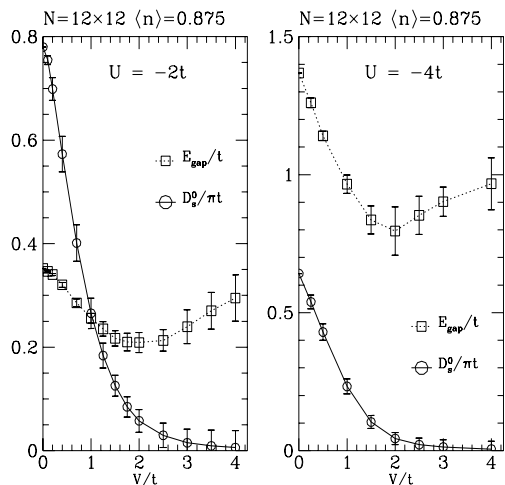 N=12×12 ⟨n⟩=0.875
N=12×12 ⟨n⟩=0.875
0.8
0.6
0.4
0.2
0
U = −2t
E_gap/t
D_s^0/πt
0
1
2
3
4
V/t
1.5
1
0.5
0
U = −4t
E_gap/t
D_s^0/πt
0
1
2
3
4
V/t